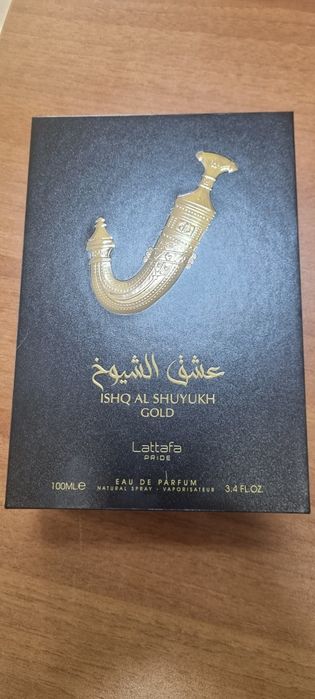 عشق الشيوخ
ISHQ AL SHUYUKH
GOLD
Lattafa
PRIDE
100ML℮ EAU DE PARFUM 3.4 FL.OZ.
NATURAL SPRAY - VAPORISATEUR